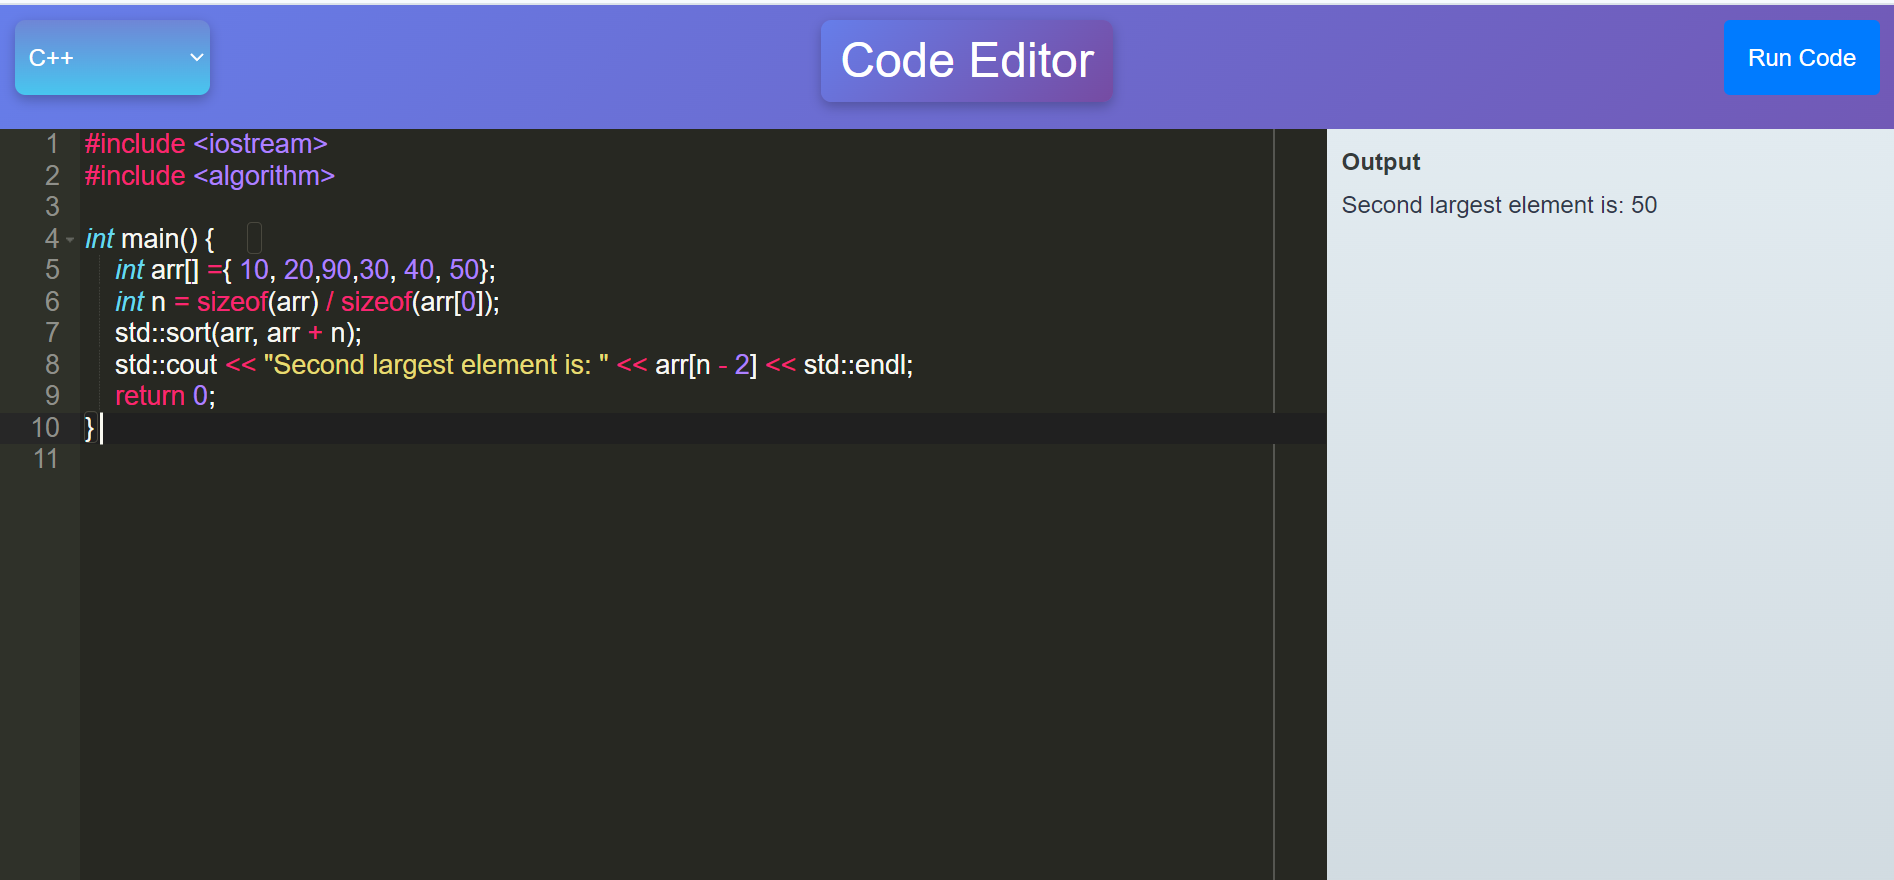 C++
Code Editor
Run Code
1 #include <iostream>
2 #include <algorithm>
3
4 int main() {
5 int arr[] ={ 10, 20,90,30, 40, 50};
6 int n = sizeof(arr) / sizeof(arr[0]);
7 std::sort(arr, arr + n);
8 std::cout << "Second largest element is: " << arr[n - 2] << std::endl;
9 return 0;
10 }
11
Output
Second largest element is: 50